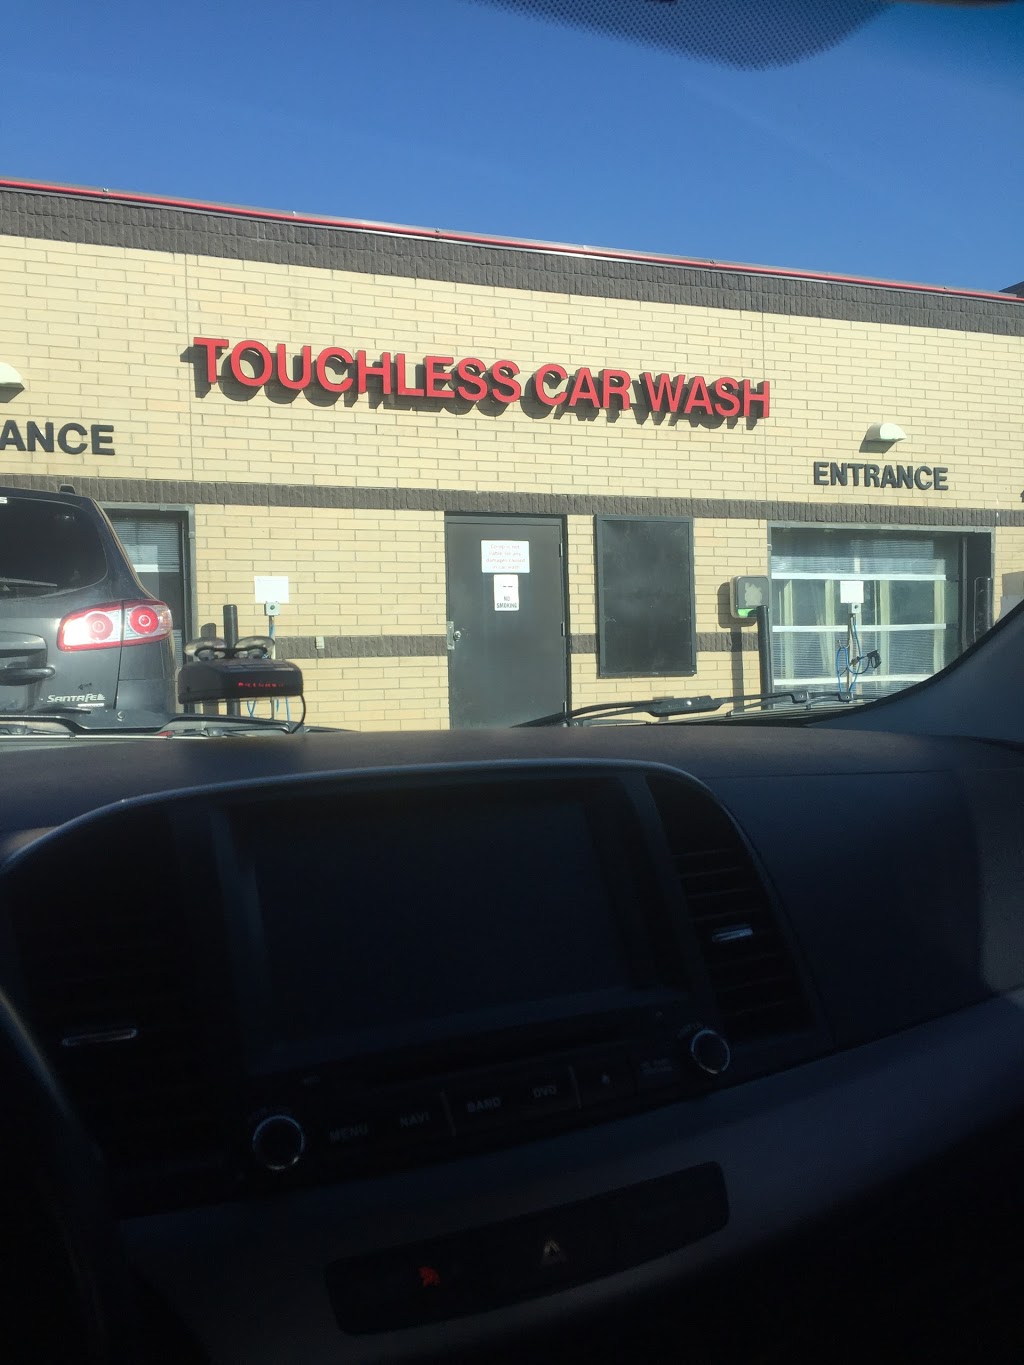 TOUCHLESS CAR WASH
ANCE
ENTRANCE
NO
SMOKING
SANTA FE
MENU
NAVI
BAND
DVD